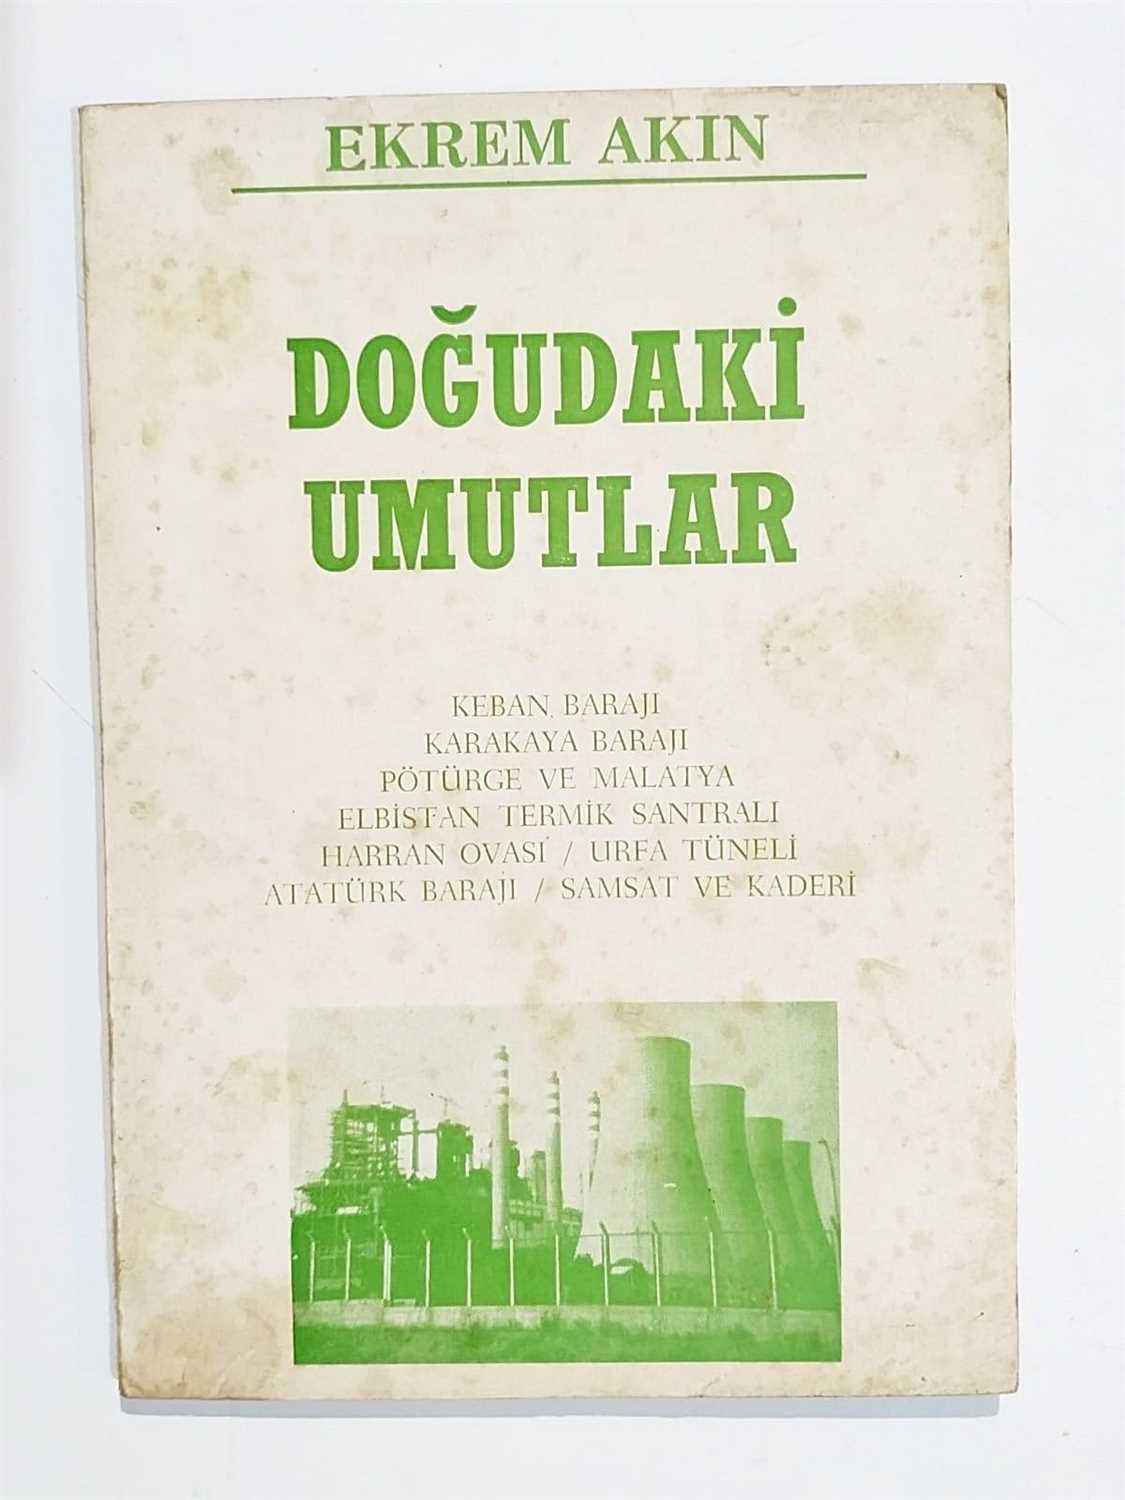 EKREM AKIN
DOĞUDAKİ
UMUTLAR
KEBAN BARAJI
KARAKAYA BARAJI
PÖTÜRGE VE MALATYA
ELBİSTAN TERMİK SANTRALI
HARRAN OVASI / URFA TÜNELİ
ATATÜRK BARAJI / SAMSAT VE KADERİ